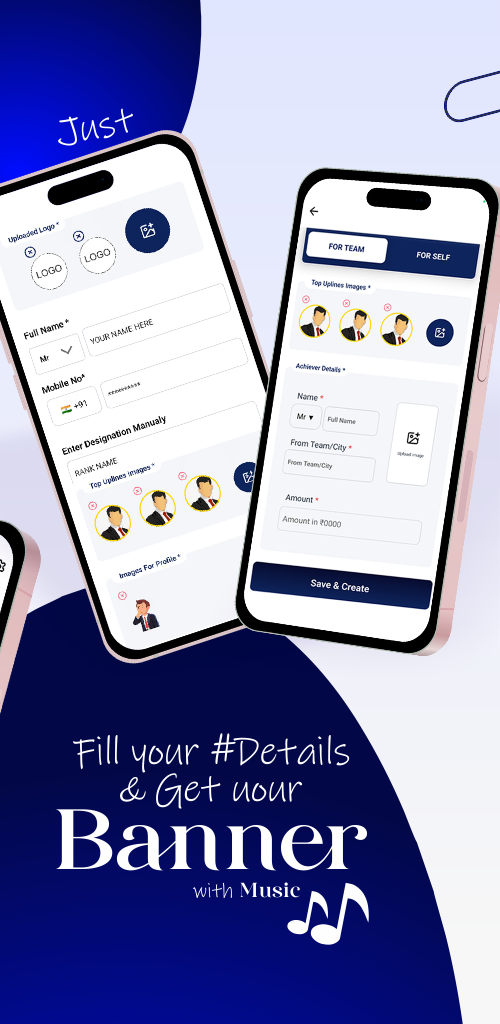 Just
Uploaded Logo *
LOGO
LOGO
Full Name *
Mr
YOUR NAME HERE
Mobile No*
+91
**********
Enter Designation Manualy
RANK NAME
Top Uplines Images *
Images For Profile *
FOR TEAM
FOR SELF
Top Uplines Images *
Achiever Details *
Name *
Mr ▼
Full Name
Upload image
From Team/City *
From Team/City
Amount *
Amount in ₹0000
Save & Create
Fill your #Details
& Get uour
Banner
with Music